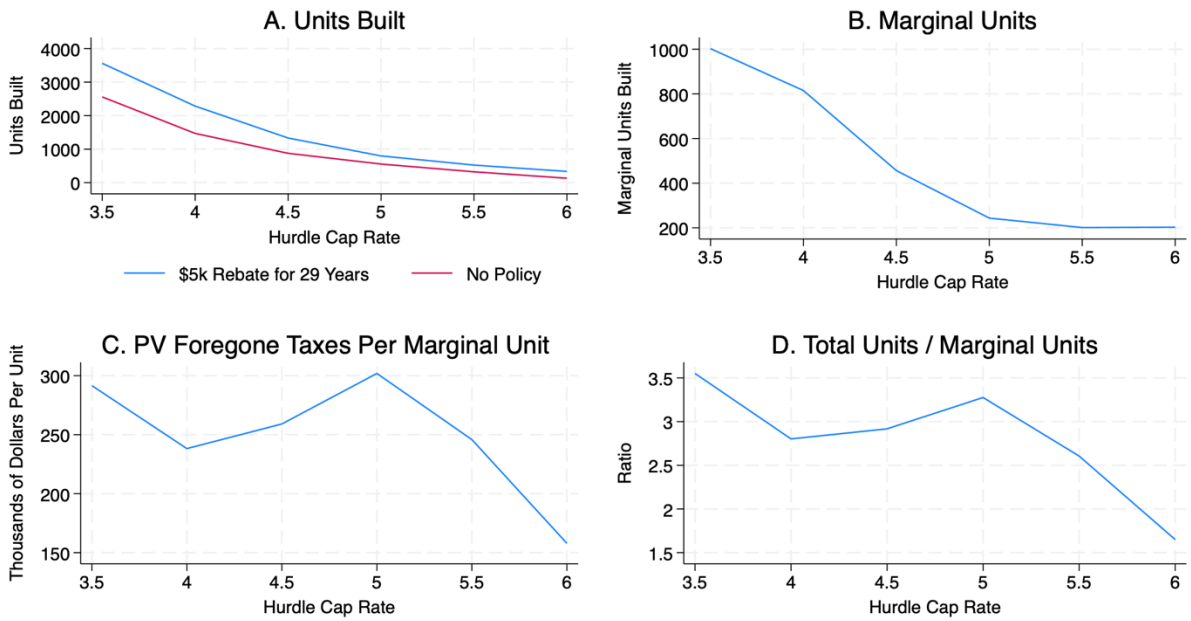 A. Units Built
Units Built
4000
3000
2000
1000
0
3.5 4 4.5 5 5.5 6
Hurdle Cap Rate
$5k Rebate for 29 Years No Policy
B. Marginal Units
Marginal Units Built
1000
800
600
400
200
3.5 4 4.5 5 5.5 6
Hurdle Cap Rate
C. PV Foregone Taxes Per Marginal Unit
Thousands of Dollars Per Unit
300
250
200
150
3.5 4 4.5 5 5.5 6
Hurdle Cap Rate
D. Total Units / Marginal Units
Ratio
3.5
3
2.5
2
1.5
3.5 4 4.5 5 5.5 6
Hurdle Cap Rate